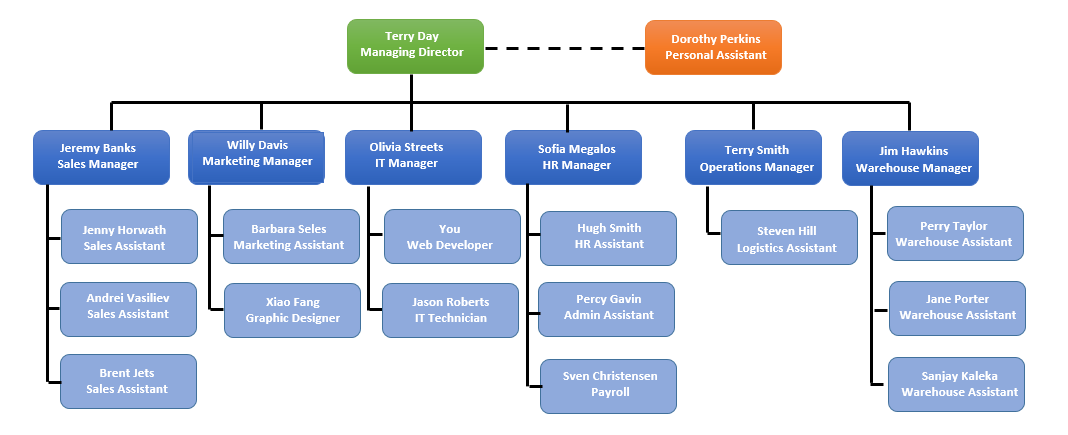 Terry Day
Managing Director
Dorothy Perkins
Personal Assistant
Jeremy Banks
Sales Manager
Willy Davis
Marketing Manager
Olivia Streets
IT Manager
Sofia Megalos
HR Manager
Terry Smith
Operations Manager
Jim Hawkins
Warehouse Manager
Jenny Horwath
Sales Assistant
Barbara Seles
Marketing Assistant
You
Web Developer
Hugh Smith
HR Assistant
Steven Hill
Logistics Assistant
Perry Taylor
Warehouse Assistant
Andrei Vasiliev
Sales Assistant
Xiao Fang
Graphic Designer
Jason Roberts
IT Technician
Percy Gavin
Admin Assistant
Jane Porter
Warehouse Assistant
Brent Jets
Sales Assistant
Sven Christensen
Payroll
Sanjay Kaleka
Warehouse Assistant